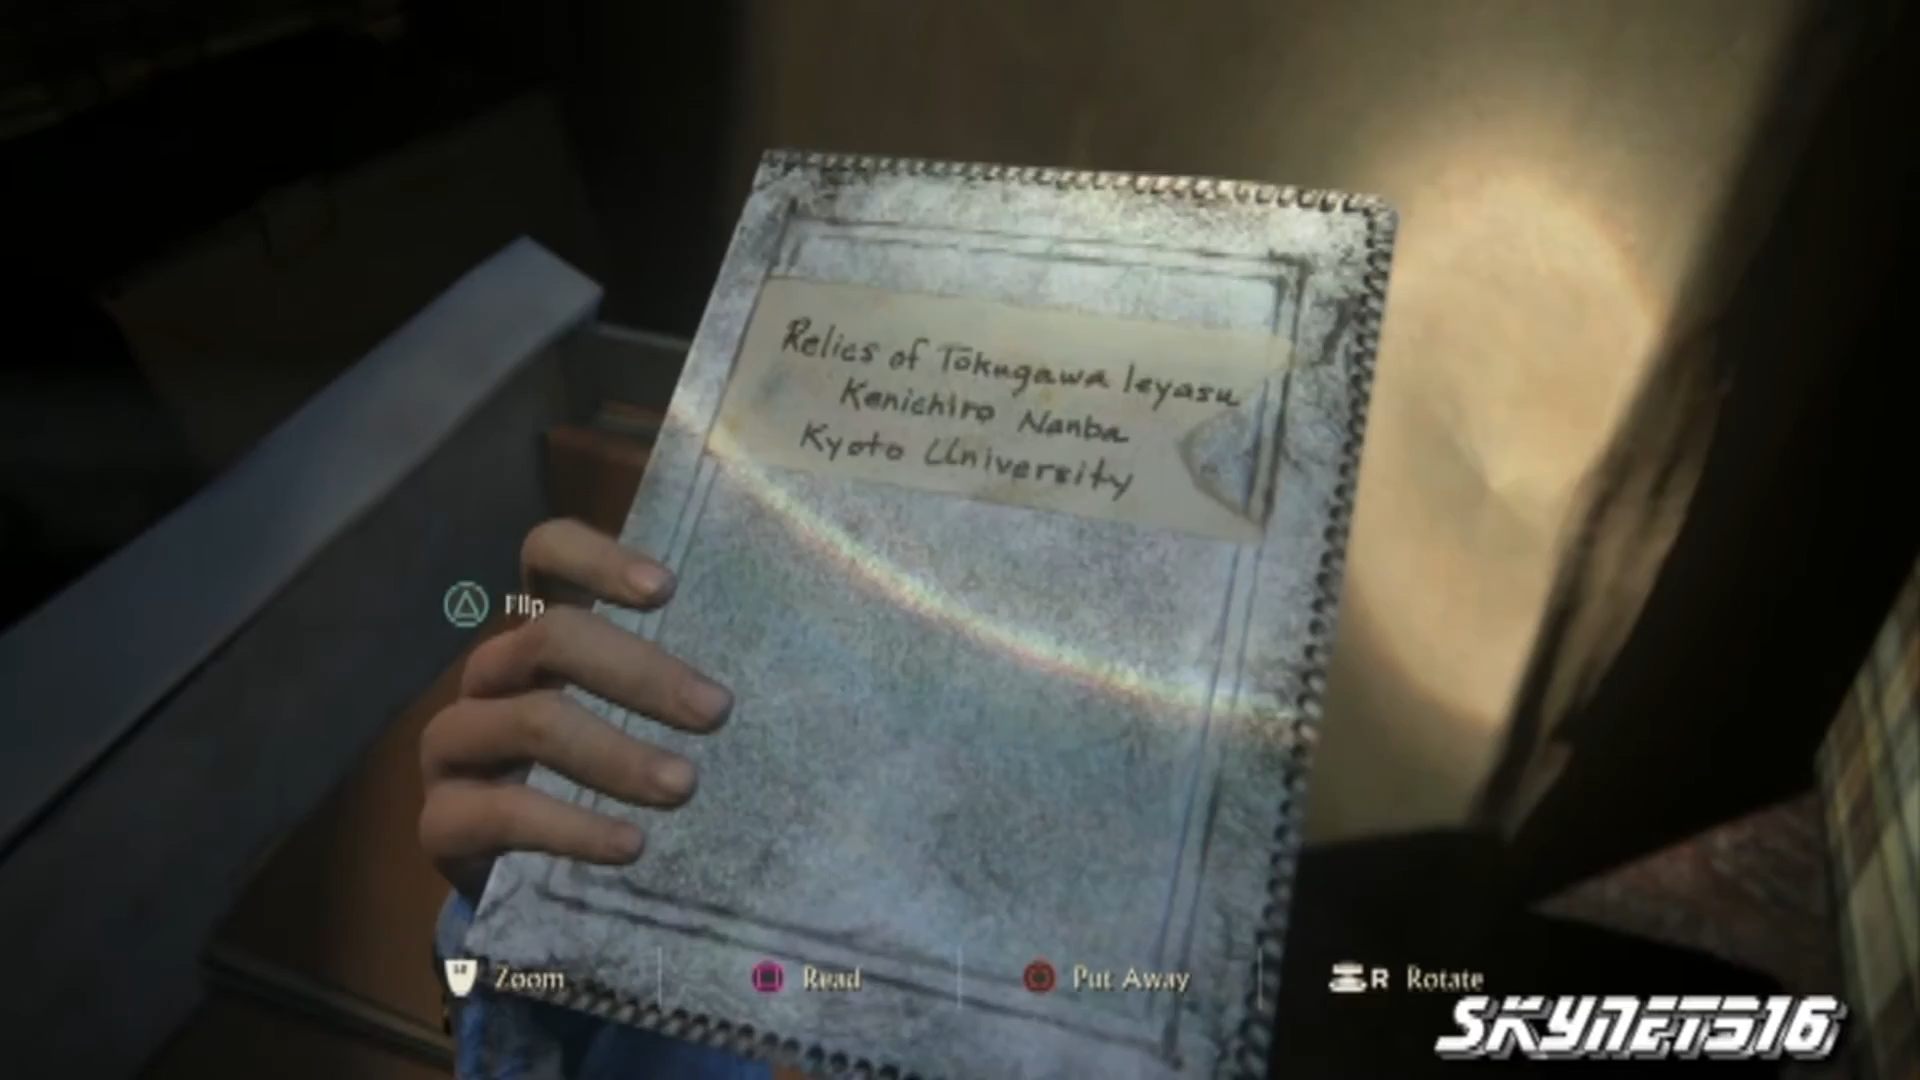 Relics of Tokugawa Ieyasu
Kenichiro Nanba
Kyoto University
Flip
Zoom
Read
Put Away
R Rotate
SKYNET516